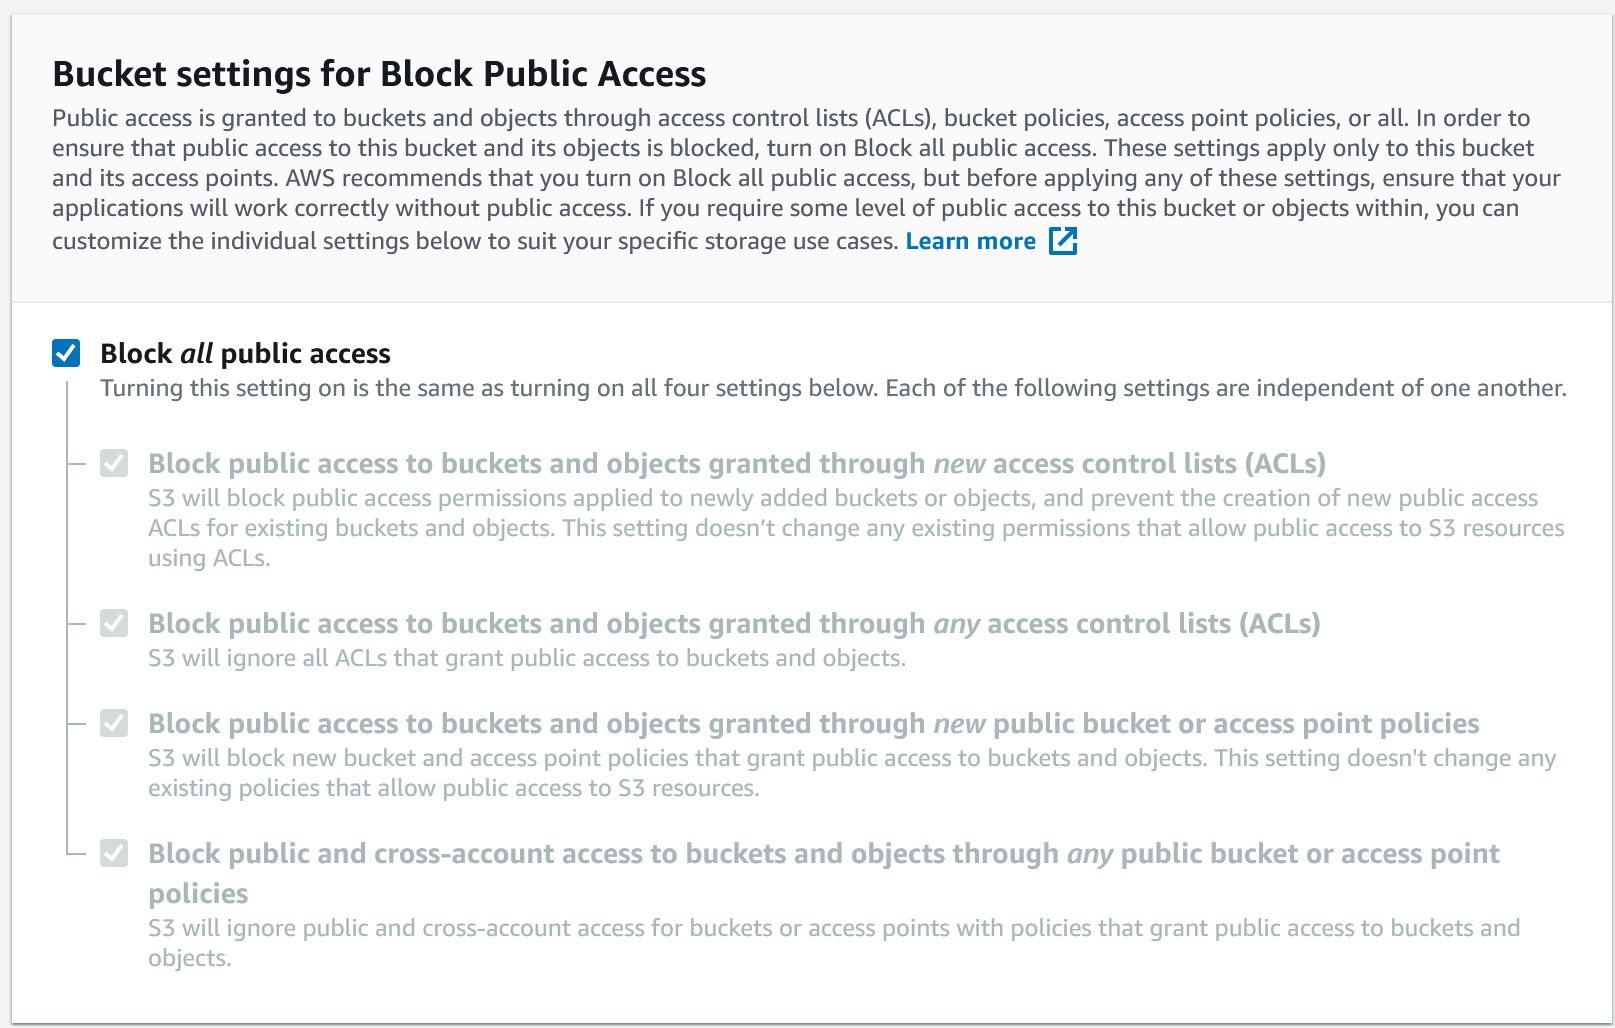 Bucket settings for Block Public Access
Public access is granted to buckets and objects through access control lists (ACLs), bucket policies, access point policies, or all. In order to
ensure that public access to this bucket and its objects is blocked, turn on Block all public access. These settings apply only to this bucket
and its access points. AWS recommends that you turn on Block all public access, but before applying any of these settings, ensure that your
applications will work correctly without public access. If you require some level of public access to this bucket or objects within, you can
customize the individual settings below to suit your specific storage use cases. Learn more
Block all public access
Turning this setting on is the same as turning on all four settings below. Each of the following settings are independent of one another.
Block public access to buckets and objects granted through new access control lists (ACLs)
S3 will block public access permissions applied to newly added buckets or objects, and prevent the creation of new public access
ACLs for existing buckets and objects. This setting doesn’t change any existing permissions that allow public access to S3 resources
using ACLs.
Block public access to buckets and objects granted through any access control lists (ACLs)
S3 will ignore all ACLs that grant public access to buckets and objects.
Block public access to buckets and objects granted through new public bucket or access point policies
S3 will block new bucket and access point policies that grant public access to buckets and objects. This setting doesn't change any
existing policies that allow public access to S3 resources.
Block public and cross-account access to buckets and objects through any public bucket or access point
policies
S3 will ignore public and cross-account access for buckets or access points with policies that grant public access to buckets and
objects.